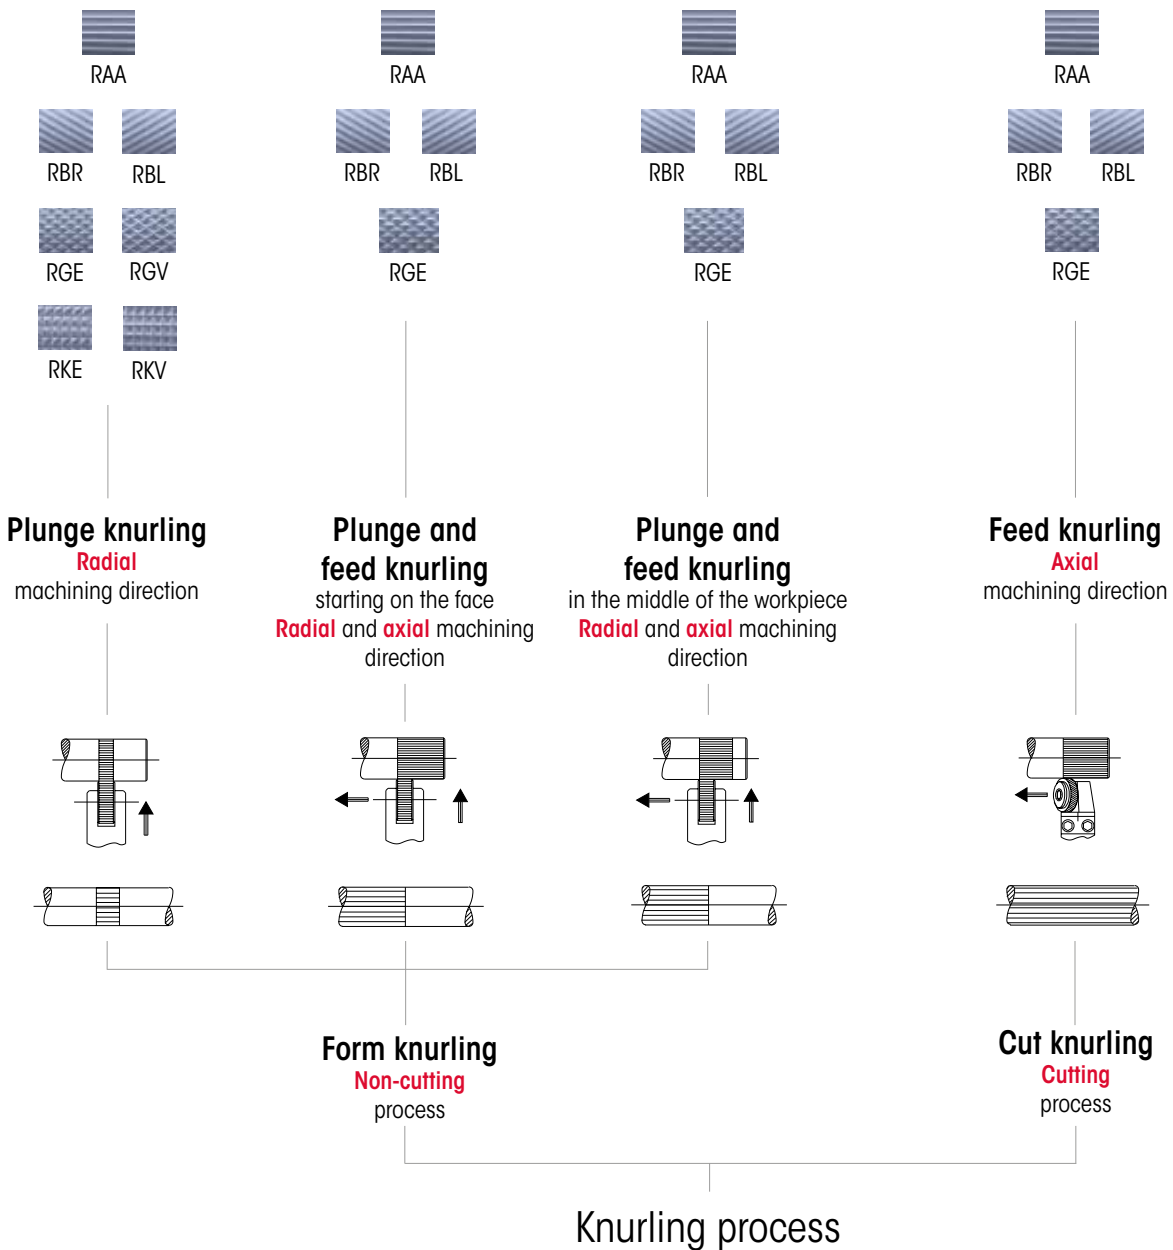 RAA
RAA
RAA
RAA
RBR RBL
RBR RBL
RBR RBL
RBR RBL
RGE RGV
RGE
RGE
RGE
RKE RKV
Plunge knurling
Radial
machining direction
Plunge and
feed knurling
starting on the face
Radial and axial machining
direction
Plunge and
feed knurling
in the middle of the workpiece
Radial and axial machining
direction
Feed knurling
Axial
machining direction
Form knurling
Non-cutting
process
Cut knurling
Cutting
process
Knurling process